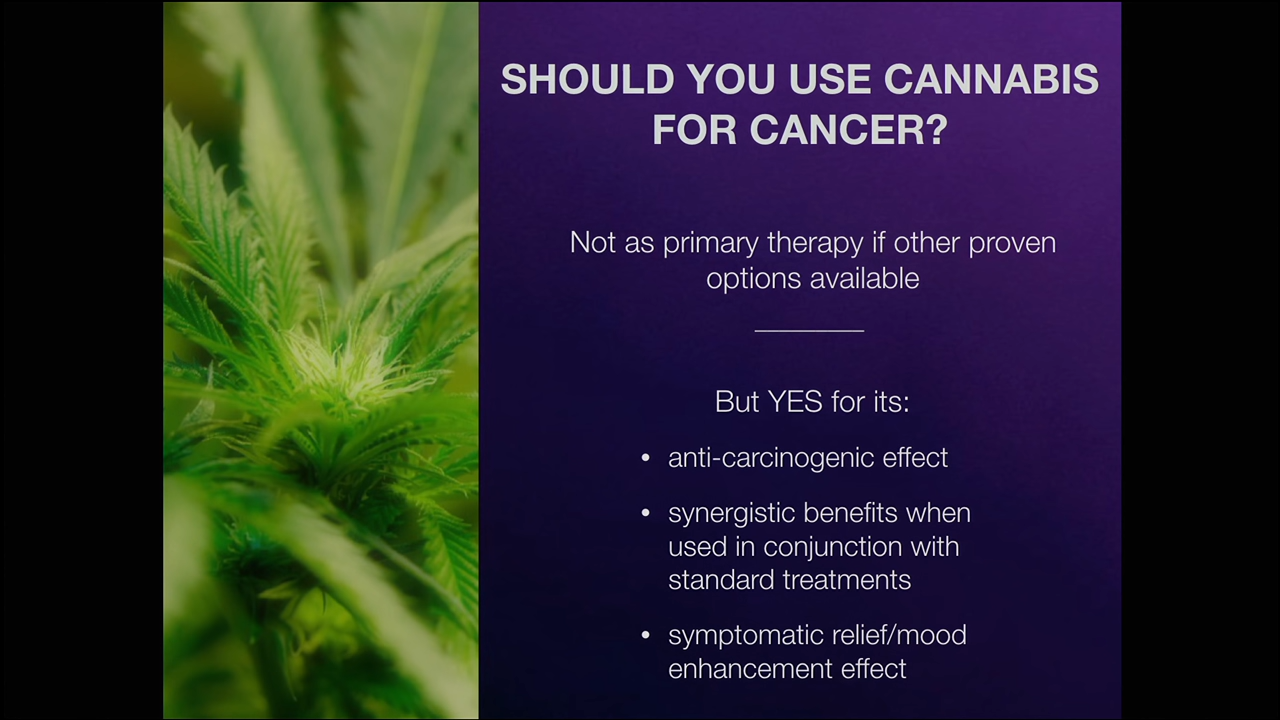 SHOULD YOU USE CANNABIS
FOR CANCER?
Not as primary therapy if other proven
options available
But YES for its:
• anti-carcinogenic effect
• synergistic benefits when
used in conjunction with
standard treatments
• symptomatic relief/mood
enhancement effect